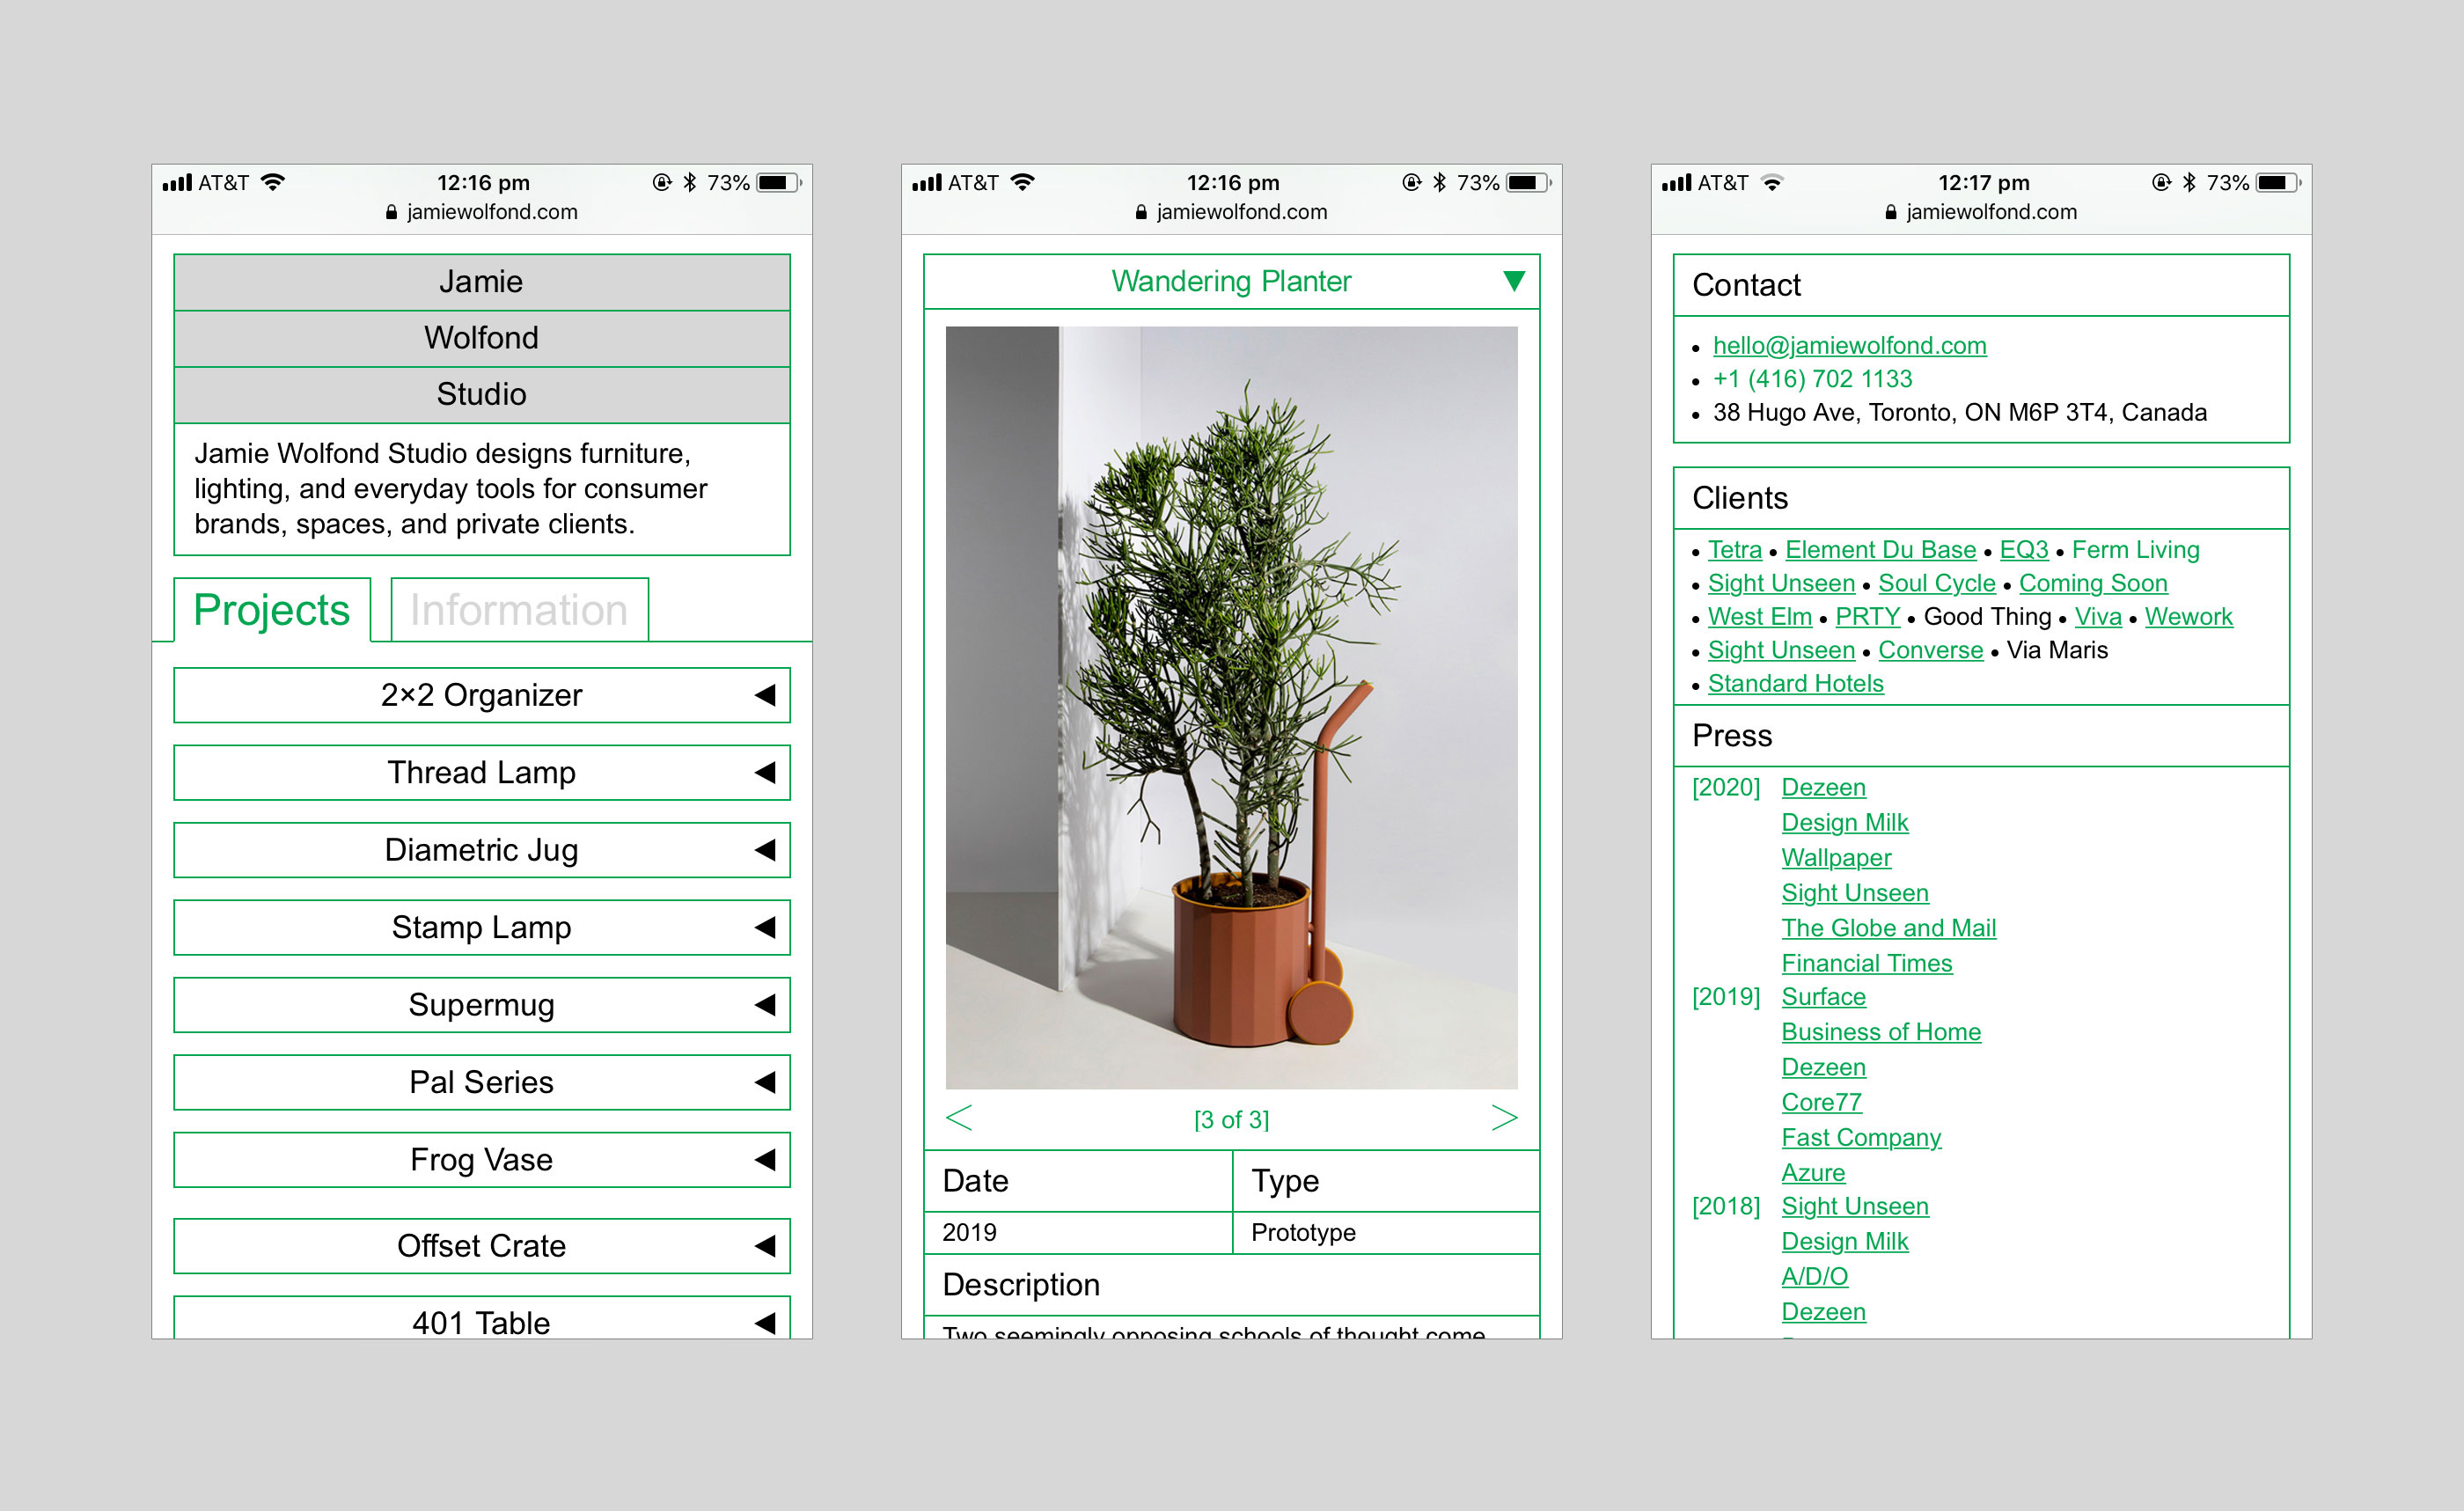 AT&T 12:16 pm 73%
jamiewolfond.com
Jamie
Wolfond
Studio
Jamie Wolfond Studio designs furniture,
lighting, and everyday tools for consumer
brands, spaces, and private clients.
Projects Information
2×2 Organizer
Thread Lamp
Diametric Jug
Stamp Lamp
Supermug
Pal Series
Frog Vase
Offset Crate
401 Table
AT&T 12:16 pm 73%
jamiewolfond.com
Wandering Planter
< [3 of 3] >
Date Type
2019 Prototype
Description
Two seemingly opposing schools of thought come
AT&T 12:17 pm 73%
jamiewolfond.com
Contact
• hello@jamiewolfond.com
• +1 (416) 702 1133
• 38 Hugo Ave, Toronto, ON M6P 3T4, Canada
Clients
• Tetra • Element Du Base • EQ3 • Ferm Living
• Sight Unseen • Soul Cycle • Coming Soon
• West Elm • PRTY • Good Thing • Viva • Wework
• Sight Unseen • Converse • Via Maris
• Standard Hotels
Press
[2020] Dezeen
Design Milk
Wallpaper
Sight Unseen
The Globe and Mail
Financial Times
[2019] Surface
Business of Home
Dezeen
Core77
Fast Company
Azure
[2018] Sight Unseen
Design Milk
A/D/O
Dezeen